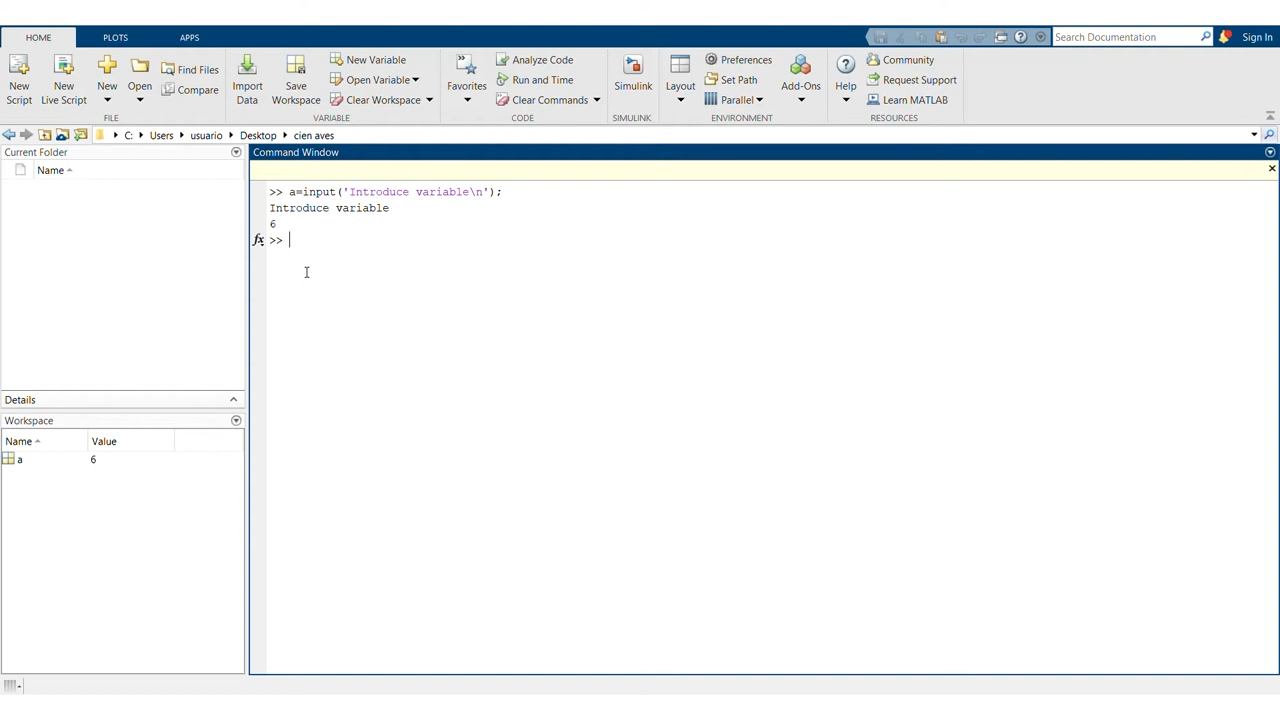 HOME PLOTS APPS Search Documentation Sign In
New Script
New Live Script
New
Open
Find Files
Compare
FILE
Import Data
Save Workspace
New Variable
Open Variable
Clear Workspace
VARIABLE
Favorites
Analyze Code
Run and Time
Clear Commands
CODE
Simulink
SIMULINK
Layout
Preferences
Set Path
Parallel
Add-Ons
ENVIRONMENT
Help
Community
Request Support
Learn MATLAB
RESOURCES
C: Users usuario Desktop cien aves
Current Folder
Name
Details
Workspace
Name Value
a 6
Command Window
>> a=input('Introduce variable\n');
Introduce variable
6
fx >>